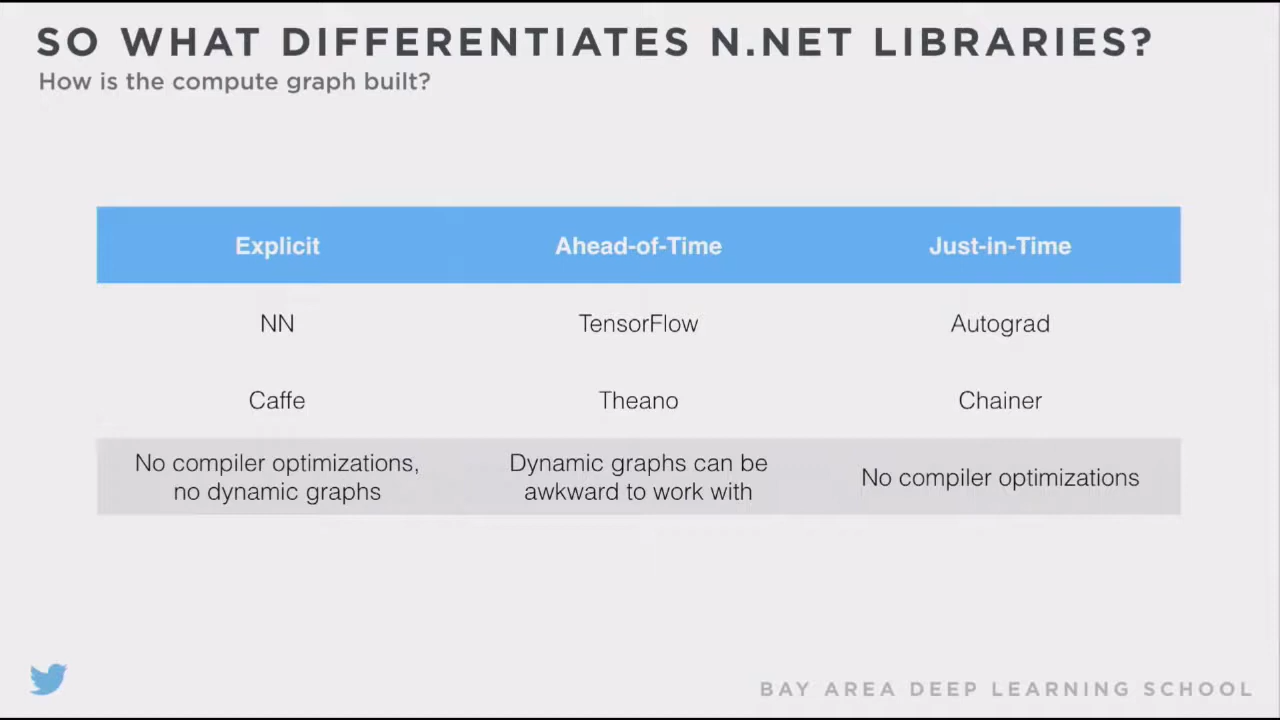 SO WHAT DIFFERENTIATES N.NET LIBRARIES?
How is the compute graph built?
Explicit Ahead-of-Time Just-in-Time
NN TensorFlow Autograd
Caffe Theano Chainer
No compiler optimizations,
no dynamic graphs
Dynamic graphs can be
awkward to work with
No compiler optimizations
BAY AREA DEEP LEARNING SCHOOL